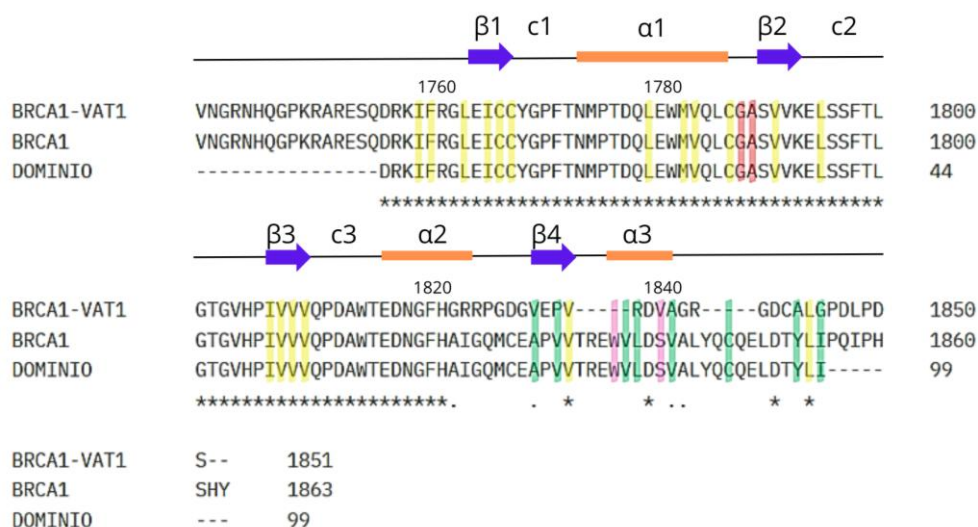 β1 c1 α1 β2 c2
1760 1780
BRCA1-VAT1 VNGRNHQGPKRARESQDRKIFRGLEICCYGPFTNMPTDQLEWMVQLCGASVVKELSSFTL 1800
BRCA1 VNGRNHQGPKRARESQDRKIFRGLEICCYGPFTNMPTDQLEWMVQLCGASVVKELSSFTL 1800
DOMINIO ----------------DRKIFRGLEICCYGPFTNMPTDQLEWMVQLCGASVVKELSSFTL 44
********************************************
β3 c3 α2 β4 α3
1820 1840
BRCA1-VAT1 GTGVHPIVVVQPDAWTEDNGFHGRRPGDGVEPV-----RDVAGR-----GDCALGPDLPD 1850
BRCA1 GTGVHPIVVVQPDAWTEDNGFHAIGQMCEAPVVTREWVLDSVALYQCQELDTYLIPQIPH 1860
DOMINIO GTGVHPIVVVQPDAWTEDNGFHAIGQMCEAPVVTREWVLDSVALYQCQELDTYLI----- 99
**********************.      .  *      * ..       *  *
BRCA1-VAT1 S-- 1851
BRCA1 SHY 1863
DOMINIO --- 99